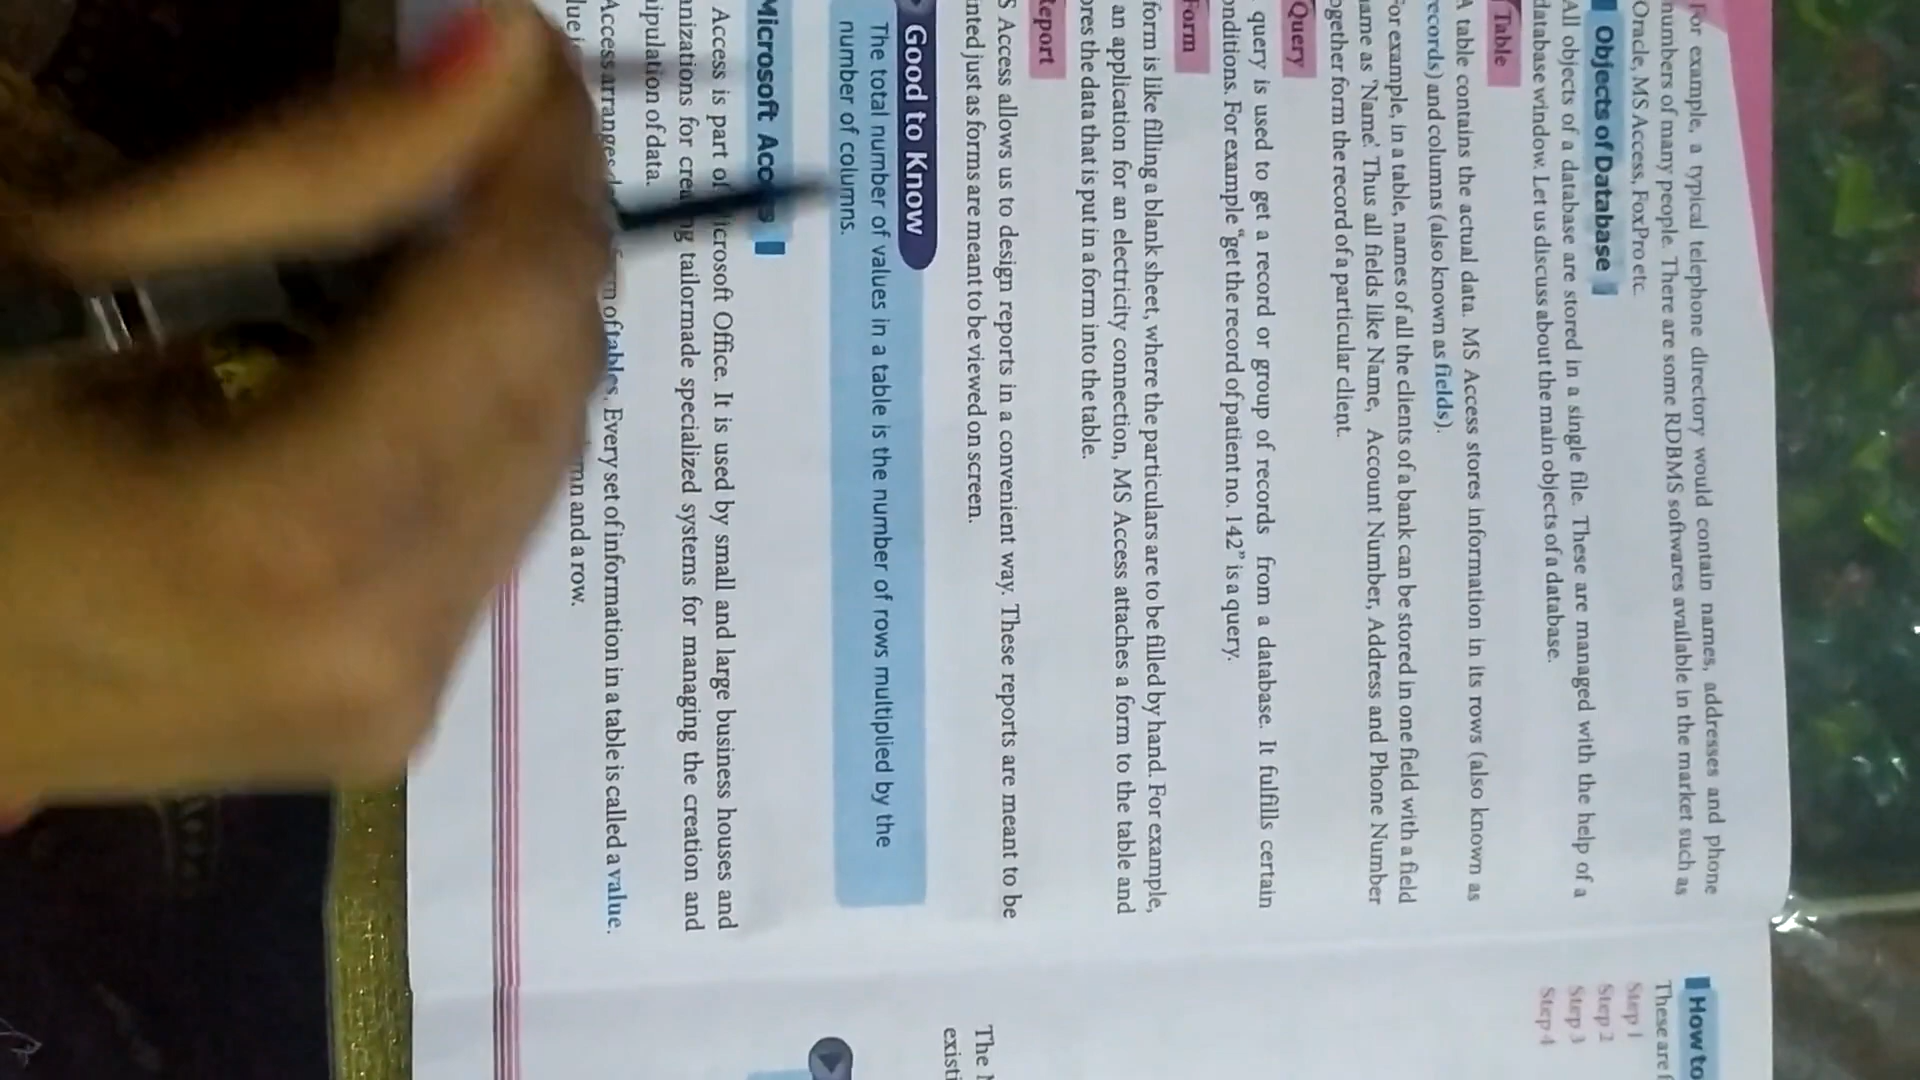 For example, a typical telephone directory would contain names, addresses and phone
numbers of many people. There are some RDBMS softwares available in the market such as
Oracle, MS Access, FoxPro etc.
Objects of Database
All objects of a database are stored in a single file. These are managed with the help of a
database window. Let us discuss about the main objects of a database.
Table
A table contains the actual data. MS Access stores information in its rows (also known as
records) and columns (also known as fields).
For example, in a table, names of all the clients of a bank can be stored in one field with a field
name as 'Name'. Thus all fields like Name, Account Number, Address and Phone Number
together form the record of a particular client.
Query
query is used to get a record or group of records from a database. It fulfills certain
onditions. For example "get the record of patient no. 142" is a query.
Form
form is like filling a blank sheet, where the particulars are to be filled by hand. For example,
an application for an electricity connection, MS Access attaches a form to the table and
ores the data that is put in a form into the table.
Report
S Access allows us to design reports in a convenient way. These reports are meant to be
inted just as forms are meant to be viewed on screen.
Good to Know
The total number of values in a table is the number of rows multiplied by the
number of columns.
Microsoft Acc s
Access is part of icrosoft Office. It is used by small and large business houses and
anizations for crea ng tailormade specialized systems for managing the creation and
ipulation of data.
Access arranges of tables. Every set of information in a table is called a value.
lue is mn and a row.
How to
These are f
Step 1
Step 2
Step 3
Step 4
The
existi